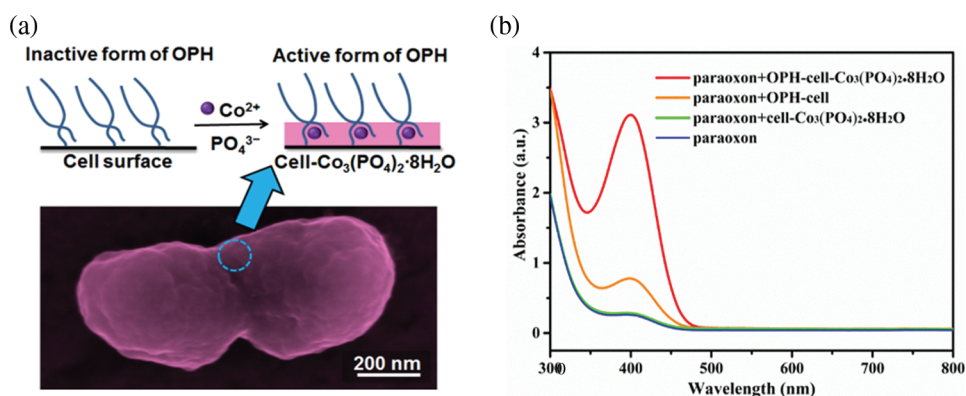 (a)
Inactive form of OPH
Active form of OPH
Co²⁺
PO₄³⁻
Cell surface
Cell-Co₃(PO₄)₂·8H₂O
200 nm
(b)
Absorbance (a.u.)
4
3
2
1
0
paraoxon+OPH-cell-Co₃(PO₄)₂•8H₂O
paraoxon+OPH-cell
paraoxon+cell-Co₃(PO₄)₂•8H₂O
paraoxon
300 400 500 600 700 800
Wavelength (nm)